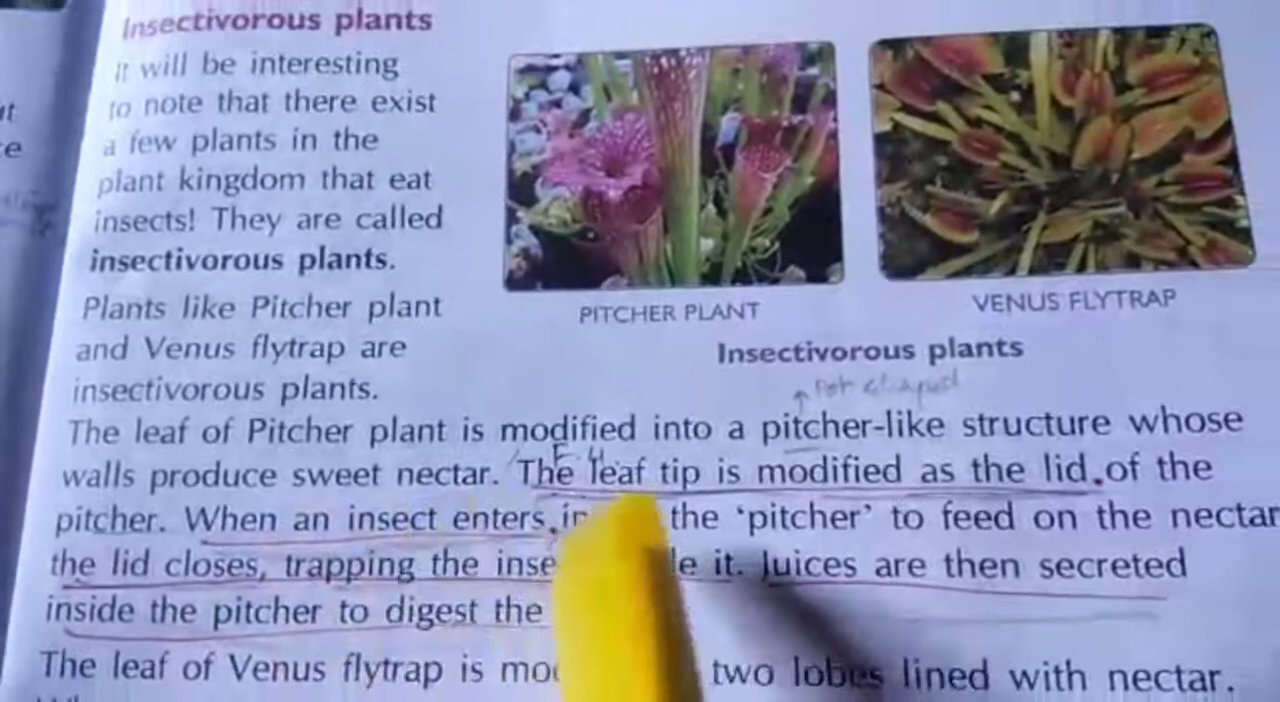 Insectivorous plants
It will be interesting
to note that there exist
a few plants in the
plant kingdom that eat
insects! They are called
insectivorous plants.
Plants like Pitcher plant
and Venus flytrap are
insectivorous plants.
PITCHER PLANT
VENUS FLYTRAP
Insectivorous plants
Pot shaped
The leaf of Pitcher plant is modified into a pitcher-like structure whose
walls produce sweet nectar. The leaf tip is modified as the lid of the
pitcher. When an insect enters the 'pitcher' to feed on the nectar
the lid closes, trapping the it. Juices are then secreted
inside the pitcher to digest the
The leaf of Venus flytrap is two lobes lined with nectar.